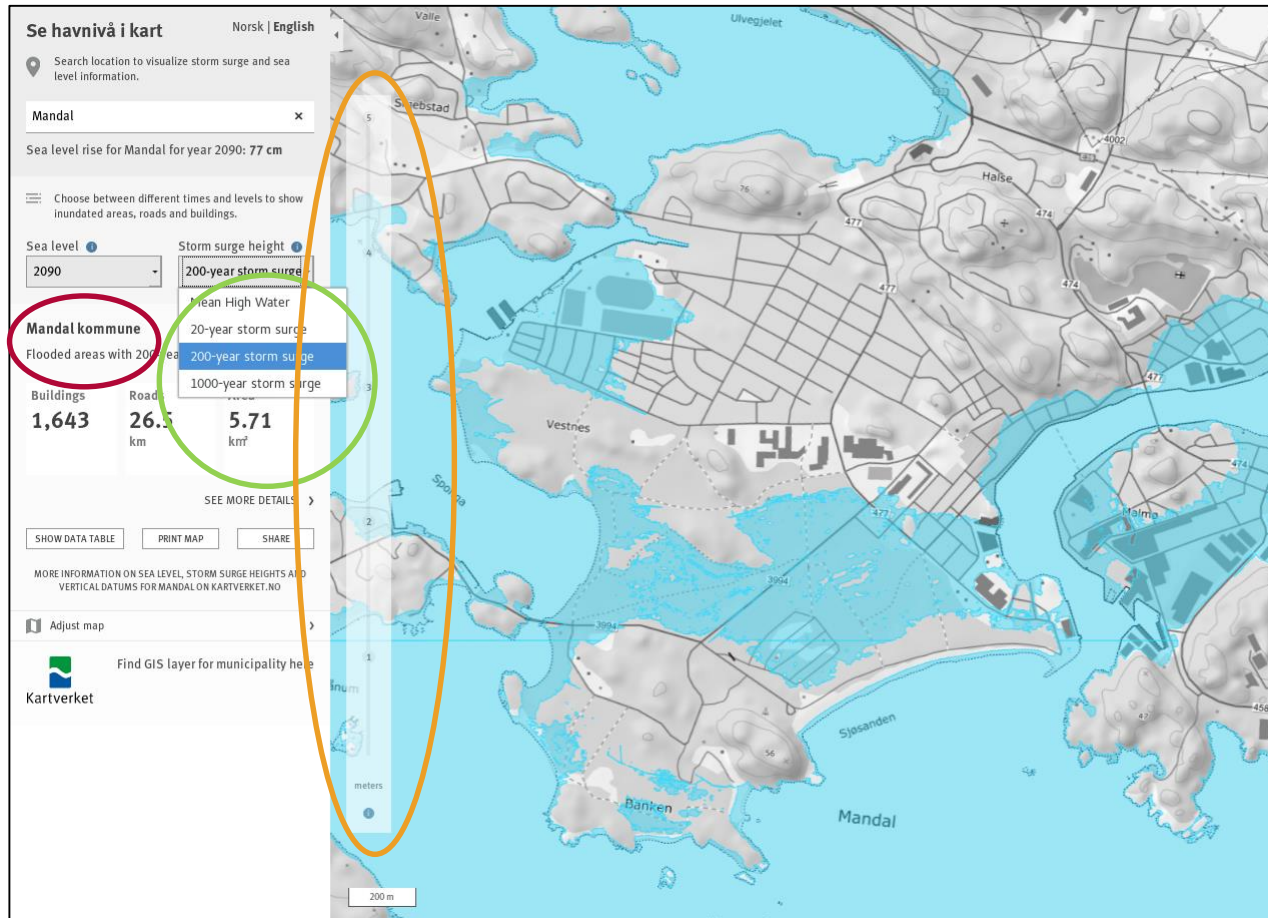 Se havnivå i kart
Norsk | English
Search location to visualize storm surge and sea
level information.
Mandal ×
Sea level rise for Mandal for year 2090: 77 cm
Choose between different times and levels to show
inundated areas, roads and buildings.
Sea level
Storm surge height
2090
200-year storm surge
Mean High Water
20-year storm surge
200-year storm surge
1000-year storm surge
Mandal kommune
Flooded areas with 200-yea
Buildings
Roads
Area
1,643
26.5
km
5.71
km²
SEE MORE DETAILS
SHOW DATA TABLE
PRINT MAP
SHARE
MORE INFORMATION ON SEA LEVEL, STORM SURGE HEIGHTS AND
VERTICAL DATUMS FOR MANDAL ON KARTVERKET.NO
Adjust map
Find GIS layer for municipality here
Kartverket
5
4
3
2
1
meters
200 m
Valle
Ulvegjelet
4002
Halse
76
477
474
477
474
477
Vestnes
474
Malmø
477
3994
3994
458
47
Sjøsanden
56
Banken
Mandal